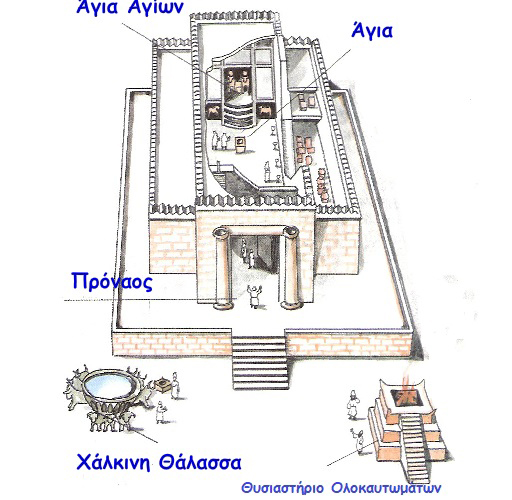 Άγια Αγίων
Άγια
Πρόναος
Χάλκινη Θάλασσα
Θυσιαστήριο Ολοκαυτωμάτων